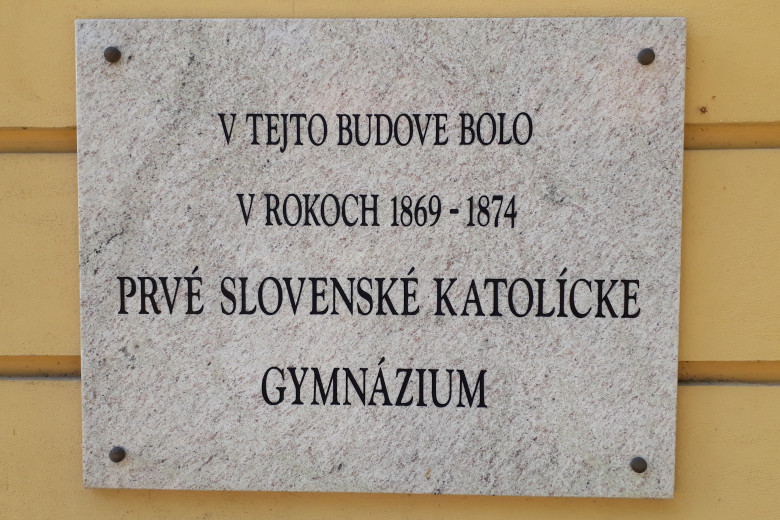 V TEJTO BUDOVE BOLO
V ROKOCH 1869 - 1874
PRVÉ SLOVENSKÉ KATOLÍCKE
GYMNÁZIUM